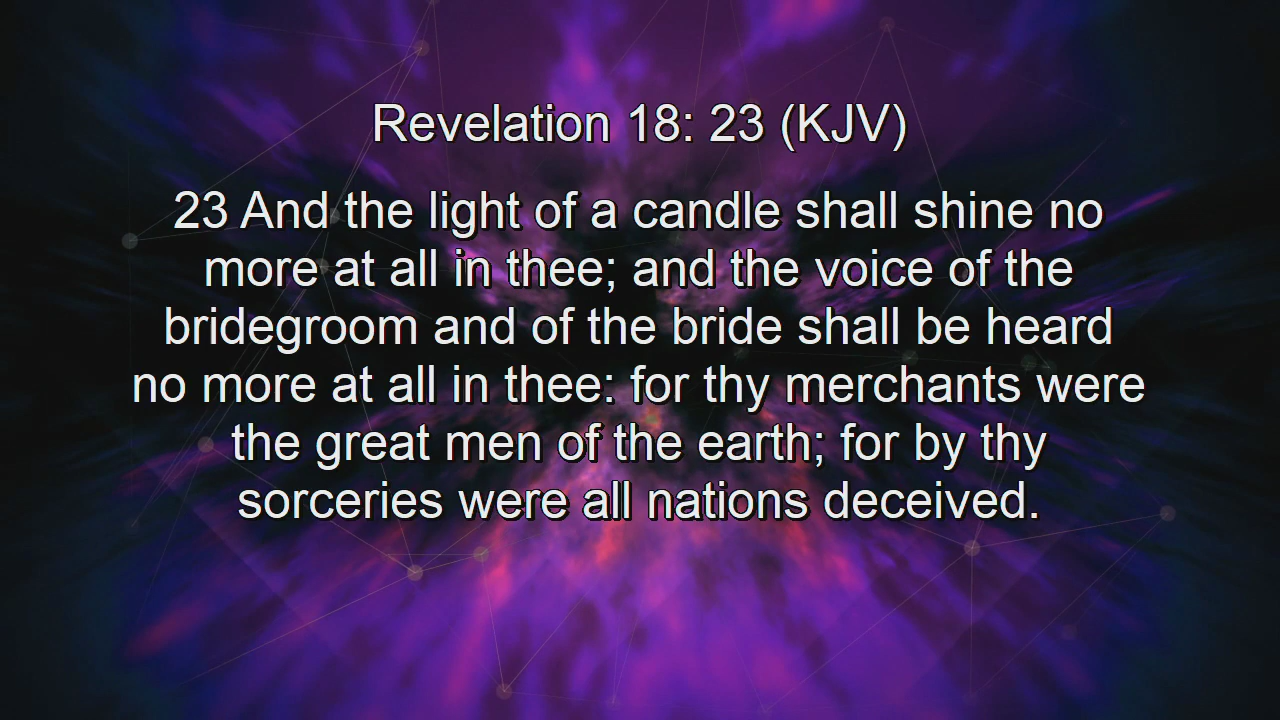 Revelation 18: 23 (KJV)
23 And the light of a candle shall shine no
more at all in thee; and the voice of the
bridegroom and of the bride shall be heard
no more at all in thee: for thy merchants were
the great men of the earth; for by thy
sorceries were all nations deceived.